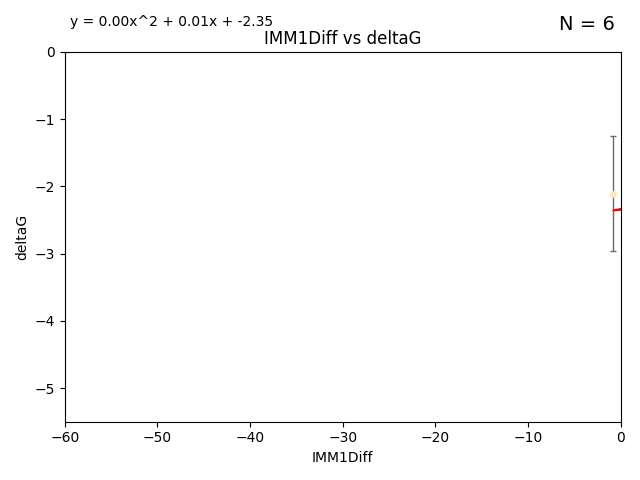 y = 0.00x^2 + 0.01x + -2.35
N = 6
IMM1Diff vs deltaG
0
−1
−2
−3
−4
−5
deltaG
−60 −50 −40 −30 −20 −10 0
IMM1Diff